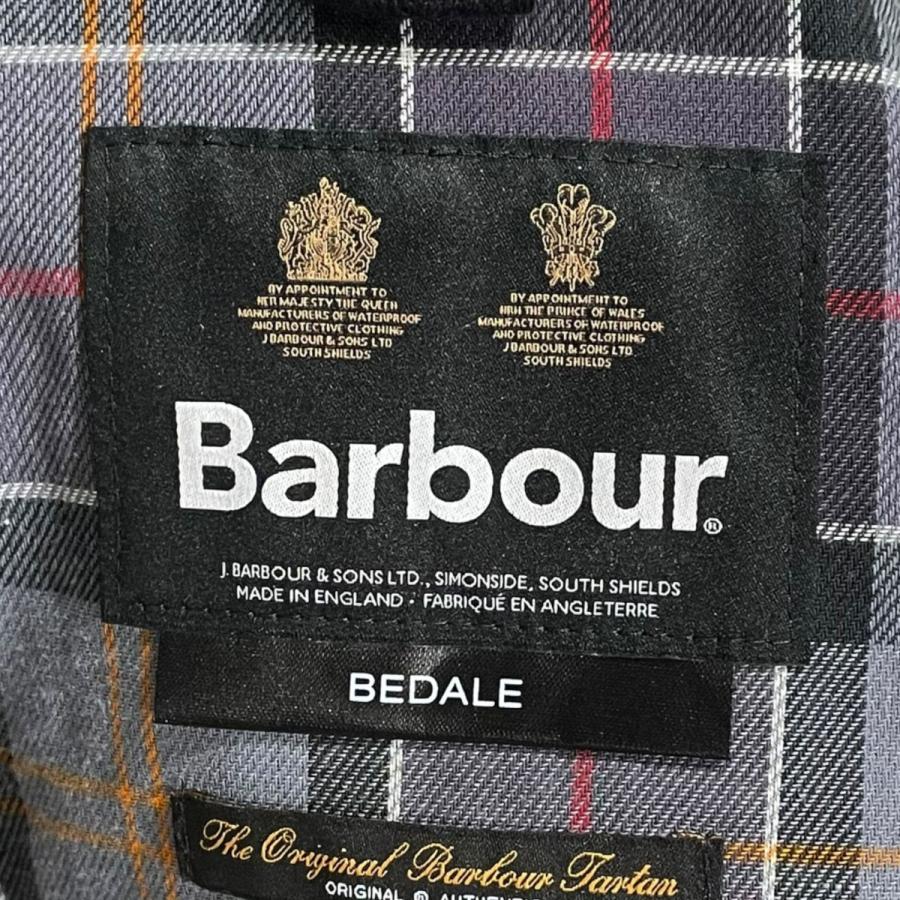 BY APPOINTMENT TO
HER MAJESTY THE QUEEN
MANUFACTURERS OF WATERPROOF
AND PROTECTIVE CLOTHING
J BARBOUR & SONS LTD
SOUTH SHIELDS
BY APPOINTMENT TO
HRH THE PRINCE OF WALES
MANUFACTURERS OF WATERPROOF
AND PROTECTIVE CLOTHING
J BARBOUR & SONS LTD
SOUTH SHIELDS
Barbour®
J. BARBOUR & SONS LTD., SIMONSIDE, SOUTH SHIELDS
MADE IN ENGLAND · FABRIQUÉ EN ANGLETERRE
BEDALE
The Original Barbour Tartan
ORIGINAL